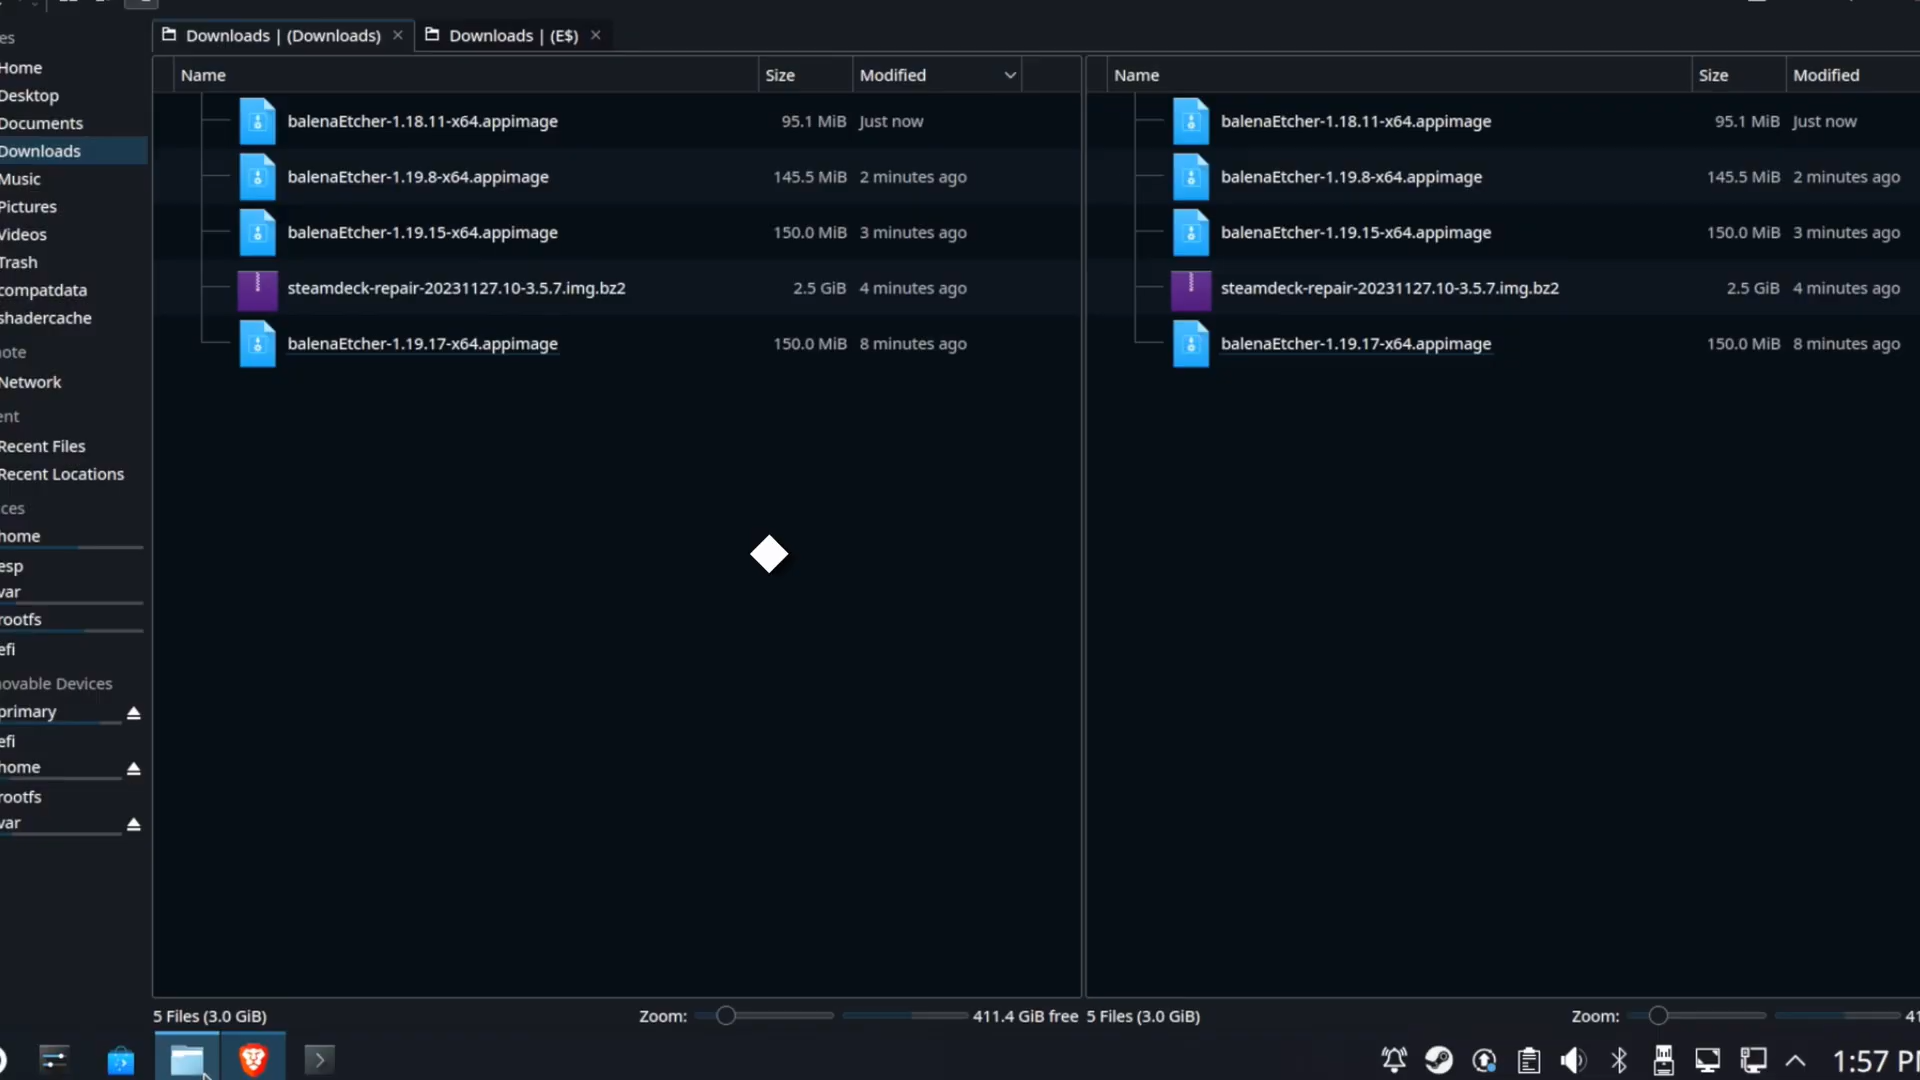 Downloads | (Downloads)
Downloads | (E$)
es
Home
Desktop
Documents
Downloads
Music
Pictures
Videos
Trash
compatdata
shadercache
ote
Network
ent
Recent Files
Recent Locations
ces
home
esp
var
rootfs
efi
ovable Devices
primary
efi
home
rootfs
var
Name Size Modified
balenaEtcher-1.18.11-x64.appimage 95.1 MiB Just now
balenaEtcher-1.19.8-x64.appimage 145.5 MiB 2 minutes ago
balenaEtcher-1.19.15-x64.appimage 150.0 MiB 3 minutes ago
steamdeck-repair-20231127.10-3.5.7.img.bz2 2.5 GiB 4 minutes ago
balenaEtcher-1.19.17-x64.appimage 150.0 MiB 8 minutes ago
5 Files (3.0 GiB) Zoom: 411.4 GiB free
Name Size Modified
balenaEtcher-1.18.11-x64.appimage 95.1 MiB Just now
balenaEtcher-1.19.8-x64.appimage 145.5 MiB 2 minutes ago
balenaEtcher-1.19.15-x64.appimage 150.0 MiB 3 minutes ago
steamdeck-repair-20231127.10-3.5.7.img.bz2 2.5 GiB 4 minutes ago
balenaEtcher-1.19.17-x64.appimage 150.0 MiB 8 minutes ago
5 Files (3.0 GiB) Zoom: 41
1:57 P